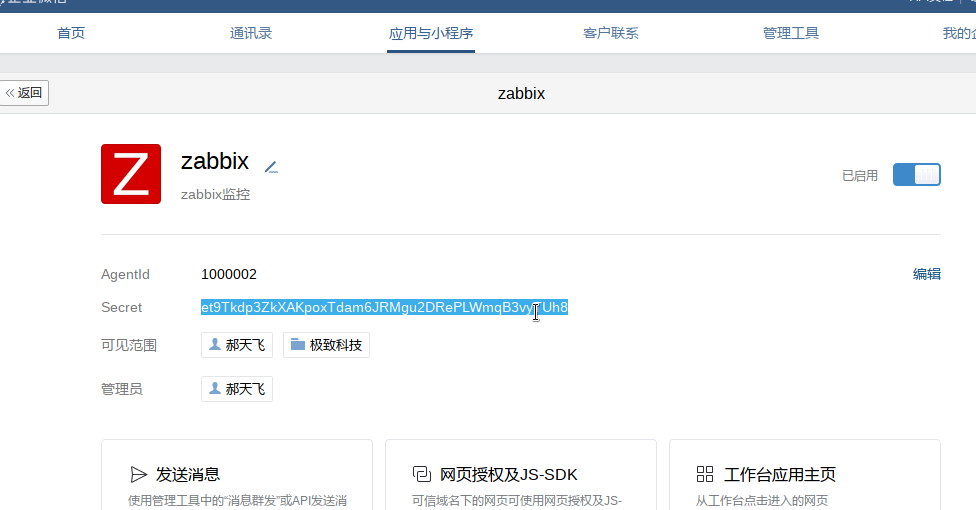 首页 通讯录 应用与小程序 客户联系 管理工具 我的
返回 zabbix
Z
zabbix
zabbix监控
已启用
AgentId 1000002 编辑
Secret
可见范围 郝天飞 极致科技
管理员 郝天飞
发送消息 网页授权及JS-SDK 工作台应用主页
使用管理工具中的“消息群发”或API发送消 可信域名下的网页可使用网页授权及JS- 从工作台点击进入的网页